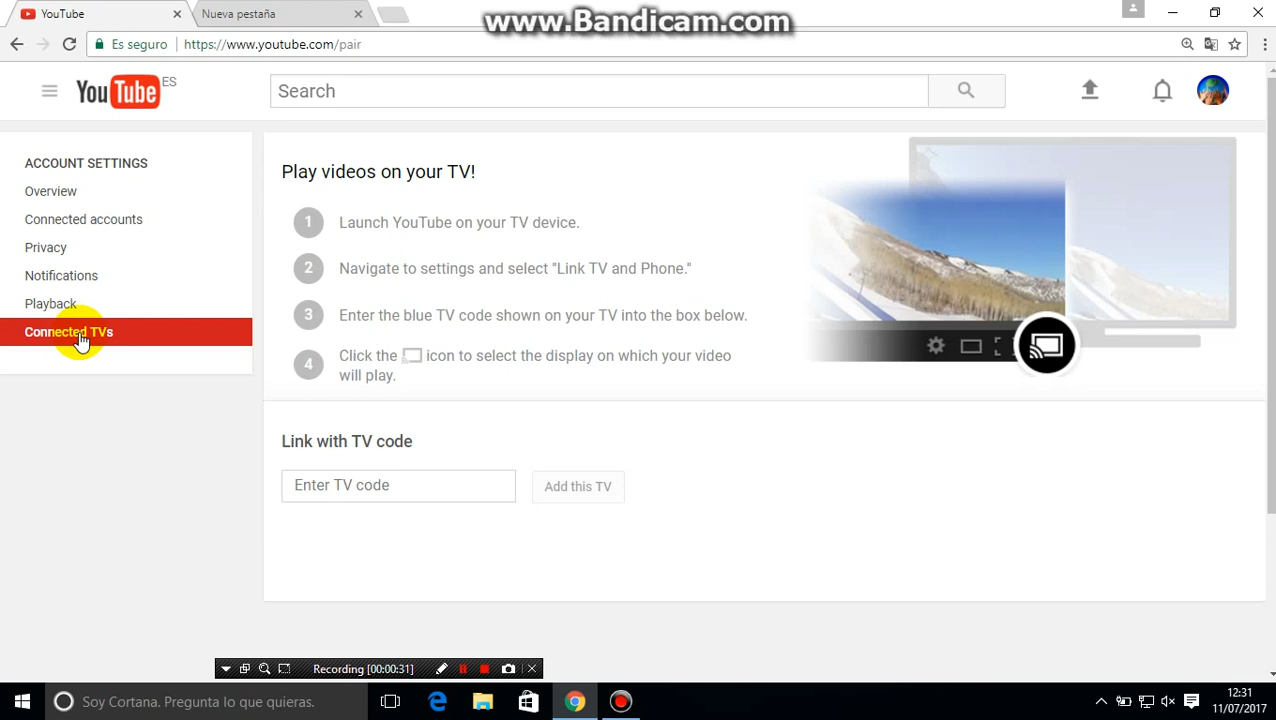 www.Bandicam.com
YouTube
Nueva pestaña
Es seguro
https://www.youtube.com/pair
YouTube ES
Search
ACCOUNT SETTINGS
Overview
Connected accounts
Privacy
Notifications
Playback
Connected TVs
Play videos on your TV!
1 Launch YouTube on your TV device.
2 Navigate to settings and select "Link TV and Phone."
3 Enter the blue TV code shown on your TV into the box below.
4 Click the icon to select the display on which your video
will play.
Link with TV code
Enter TV code
Add this TV
Recording [00:00:31]
Soy Cortana. Pregunta lo que quieras.
12:31
11/07/2017